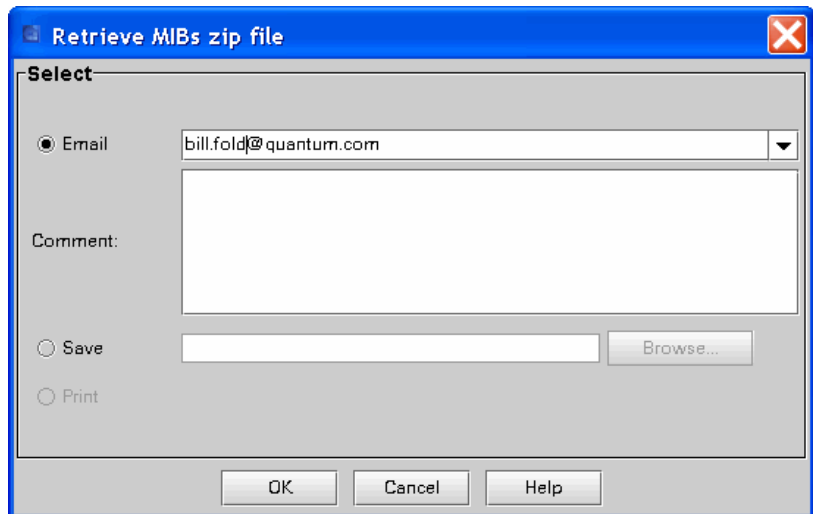 Retrieve MIBs zip file
Select
Email bill.fold@quantum.com
Comment:
Save Browse...
Print
OK Cancel Help